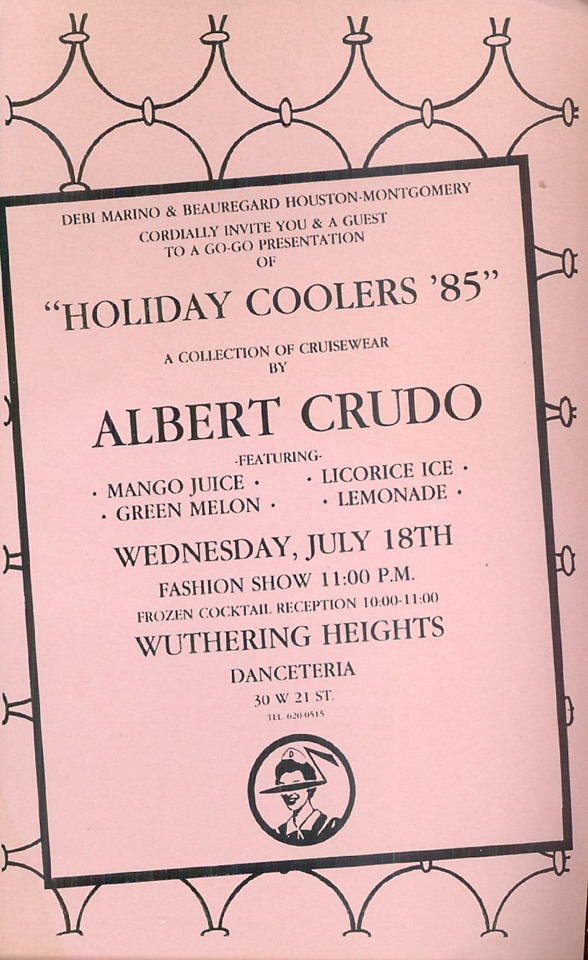 DEBI MARINO & BEAUREGARD HOUSTON-MONTGOMERY
CORDIALLY INVITE YOU & A GUEST
TO A GO-GO PRESENTATION
OF
"HOLIDAY COOLERS '85"
A COLLECTION OF CRUISEWEAR
BY
ALBERT CRUDO
-FEATURING-
· MANGO JUICE · · LICORICE ICE ·
· GREEN MELON · · LEMONADE ·
WEDNESDAY, JULY 18TH
FASHION SHOW 11:00 P.M.
FROZEN COCKTAIL RECEPTION 10:00-11:00
WUTHERING HEIGHTS
DANCETERIA
30 W 21 ST.
TEL. 620-0515
D